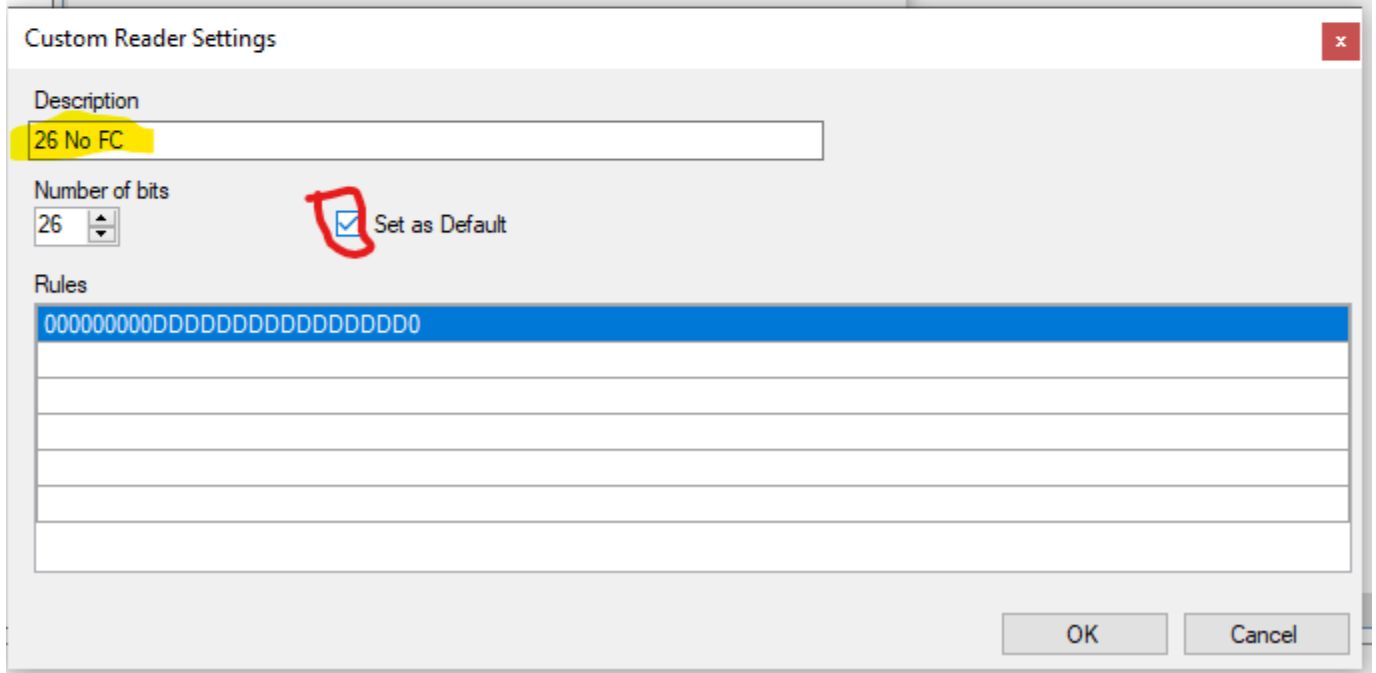 Custom Reader Settings
x
Description
26 No FC
Number of bits
26
Set as Default
Rules
000000000DDDDDDDDDDDDDDDD0
OK
Cancel